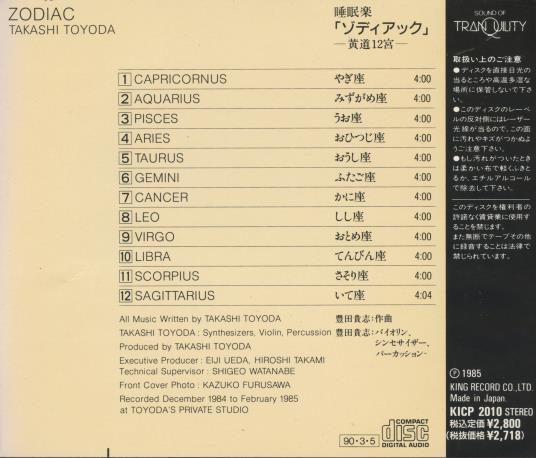 ZODIAC
TAKASHI TOYODA
睡眠楽
「ゾディアック」
—黄道12宮—
1 CAPRICORNUS やぎ座 4:00
2 AQUARIUS みずがめ座 4:00
3 PISCES うお座 4:00
4 ARIES おひつじ座 4:00
5 TAURUS おうし座 4:00
6 GEMINI ふたご座 4:00
7 CANCER かに座 4:00
8 LEO しし座 4:00
9 VIRGO おとめ座 4:00
10 LIBRA てんびん座 4:00
11 SCORPIUS さそり座 4:00
12 SAGITTARIUS いて座 4:04
All Music Written by TAKASHI TOYODA 豊田貴志:作曲
TAKASHI TOYODA : Synthesizers, Violin, Percussion 豊田貴志:バイオリン、
シンセサイザー、
パーカッション
Produced by TAKASHI TOYODA
Executive Producer : EIJI UEDA, HIROSHI TAKAMI
Technical Supervisor : SHIGEO WATANABE
Front Cover Photo : KAZUKO FURUSAWA
Recorded December 1984 to February 1985
at TOYODA'S PRIVATE STUDIO
90・3・5
COMPACT
disc
DIGITAL AUDIO
SOUND OF
TRANQUILITY
取扱い上のご注意
●ディスクを直接日光の
当るところや高温多湿な
場所に保管しないで下さ
い。
●このディスクのレーベ
ルの反対側にはレーザー
光線が当るので、この面
に汚れやキズがつかぬよ
うご注意下さい。
●もし汚れがついたとき
は柔かい布で軽くふきと
るか、エチルアルコール
で除去して下さい。
このディスクを権利者の
許諾なく賃貸業に使用す
ることを禁じます。
また無断でテープその他
に録音することは法律で
禁じられています。
Ⓟ 1985
KING RECORD CO.,LTD.
Made in Japan.
KICP 2010 STEREO
税込定価¥2,800
(税抜価格¥2,718)